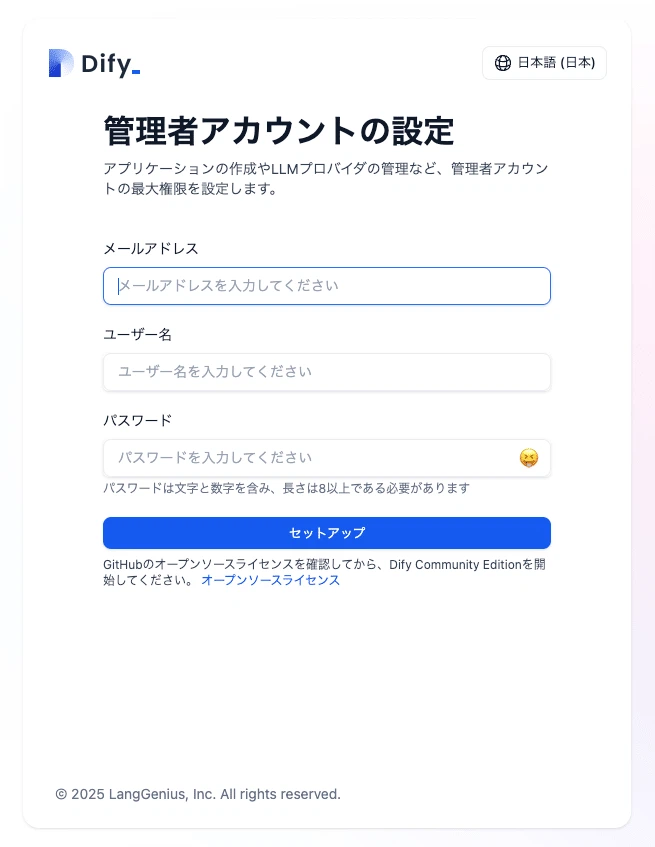 Dify_
日本語 (日本)
管理者アカウントの設定
アプリケーションの作成やLLMプロバイダの管理など、管理者アカウン
トの最大権限を設定します。
メールアドレス
メールアドレスを入力してください
ユーザー名
ユーザー名を入力してください
パスワード
パスワードを入力してください
パスワードは文字と数字を含み、長さは8以上である必要があります
セットアップ
GitHubのオープンソースライセンスを確認してから、Dify Community Editionを開
始してください。 オープンソースライセンス
© 2025 LangGenius, Inc. All rights reserved.